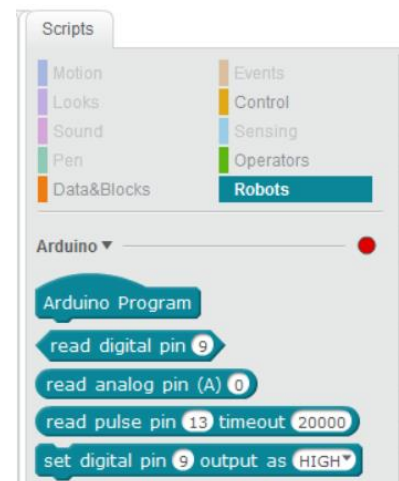 Scripts
Motion Events
Looks Control
Sound Sensing
Pen Operators
Data&Blocks Robots
Arduino
Arduino Program
read digital pin 9
read analog pin (A) 0
read pulse pin 13 timeout 20000
set digital pin 9 output as HIGH